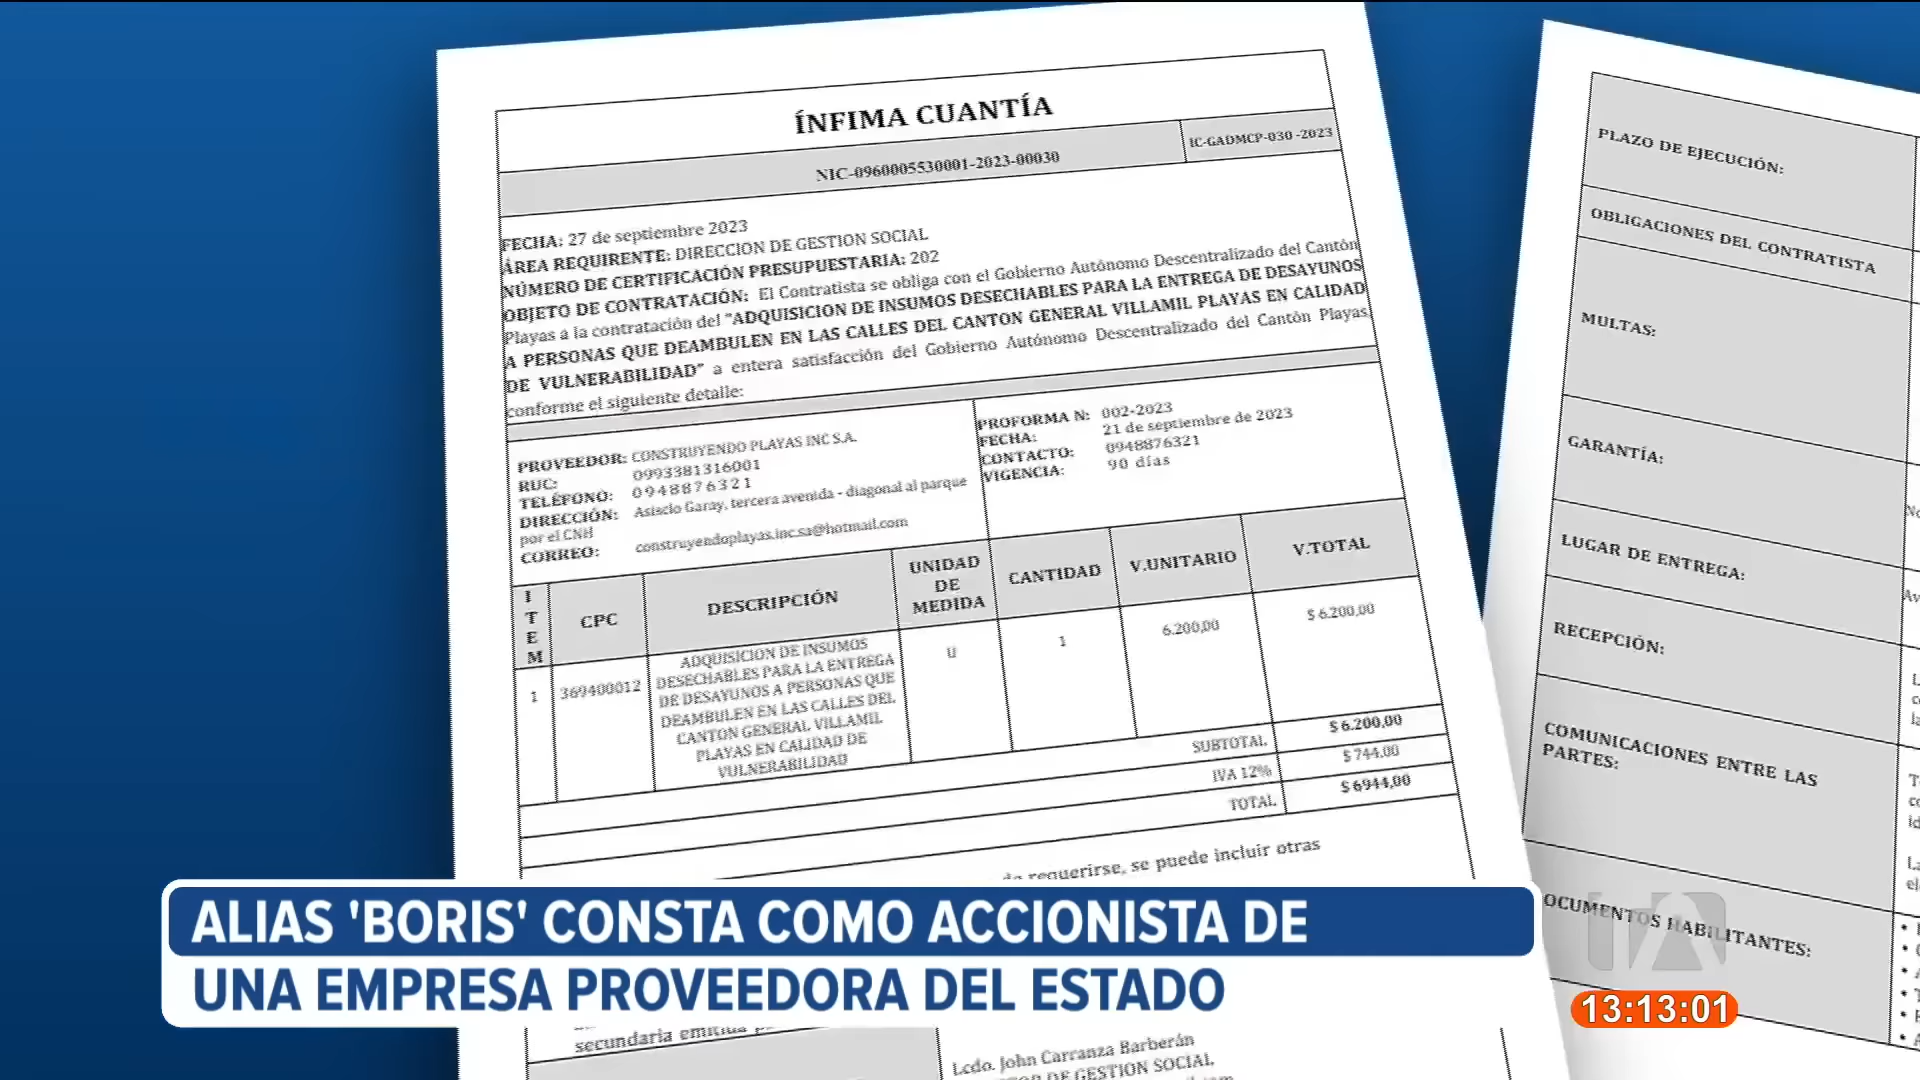 ÍNFIMA CUANTÍA
NIC-0960005530001-2023-00030
IC-GADMCP-030 -2023
FECHA: 27 de septiembre 2023
ÁREA REQUIRENTE: DIRECCION DE GESTION SOCIAL
NÚMERO DE CERTIFICACIÓN PRESUPUESTARIA: 202
OBJETO DE CONTRATACIÓN: El Contratista se obliga con el Gobierno Autónomo Descentralizado del Cantón
Playas a la contratación del "ADQUISICION DE INSUMOS DESECHABLES PARA LA ENTREGA DE DESAYUNOS
A PERSONAS QUE DEAMBULEN EN LAS CALLES DEL CANTON GENERAL VILLAMIL PLAYAS EN CALIDAD
DE VULNERABILIDAD" a entera satisfacción del Gobierno Autónomo Descentralizado del Cantón Playas,
conforme el siguiente detalle:
PROVEEDOR: CONSTRUYENDO PLAYAS INC S.A.
RUC: 0993381316001
TELÉFONO: 0948876321
DIRECCIÓN: Asisclo Garay, tercera avenida - diagonal al parque
por el CNH
CORREO: construyendoplayas.inc.sa@hotmail.com
PROFORMA N: 002-2023
FECHA: 21 de septiembre de 2023
CONTACTO: 0948876321
VIGENCIA: 90 días
ITEM
CPC
DESCRIPCIÓN
UNIDAD
DE
MEDIDA
CANTIDAD
V.UNITARIO
V.TOTAL
1
369400012
ADQUISICION DE INSUMOS
DESECHABLES PARA LA ENTREGA
DE DESAYUNOS A PERSONAS QUE
DEAMBULEN EN LAS CALLES DEL
CANTON GENERAL VILLAMIL
PLAYAS EN CALIDAD DE
VULNERABILIDAD
U
1
6.200,00
$ 6.200,00
SUBTOTAL
$ 6.200,00
IVA 12%
$ 744,00
TOTAL
$ 6944,00
requerirse, se puede incluir otras
secundaria emitida
Lcdo. John Carranza Barberán
DE GESTION SOCIAL
PLAZO DE EJECUCIÓN:
OBLIGACIONES DEL CONTRATISTA
MULTAS:
GARANTÍA:
LUGAR DE ENTREGA:
RECEPCIÓN:
COMUNICACIONES ENTRE LAS
PARTES:
OCUMENTOS HABILITANTES:
ALIAS 'BORIS' CONSTA COMO ACCIONISTA DE
UNA EMPRESA PROVEEDORA DEL ESTADO
13:13:01